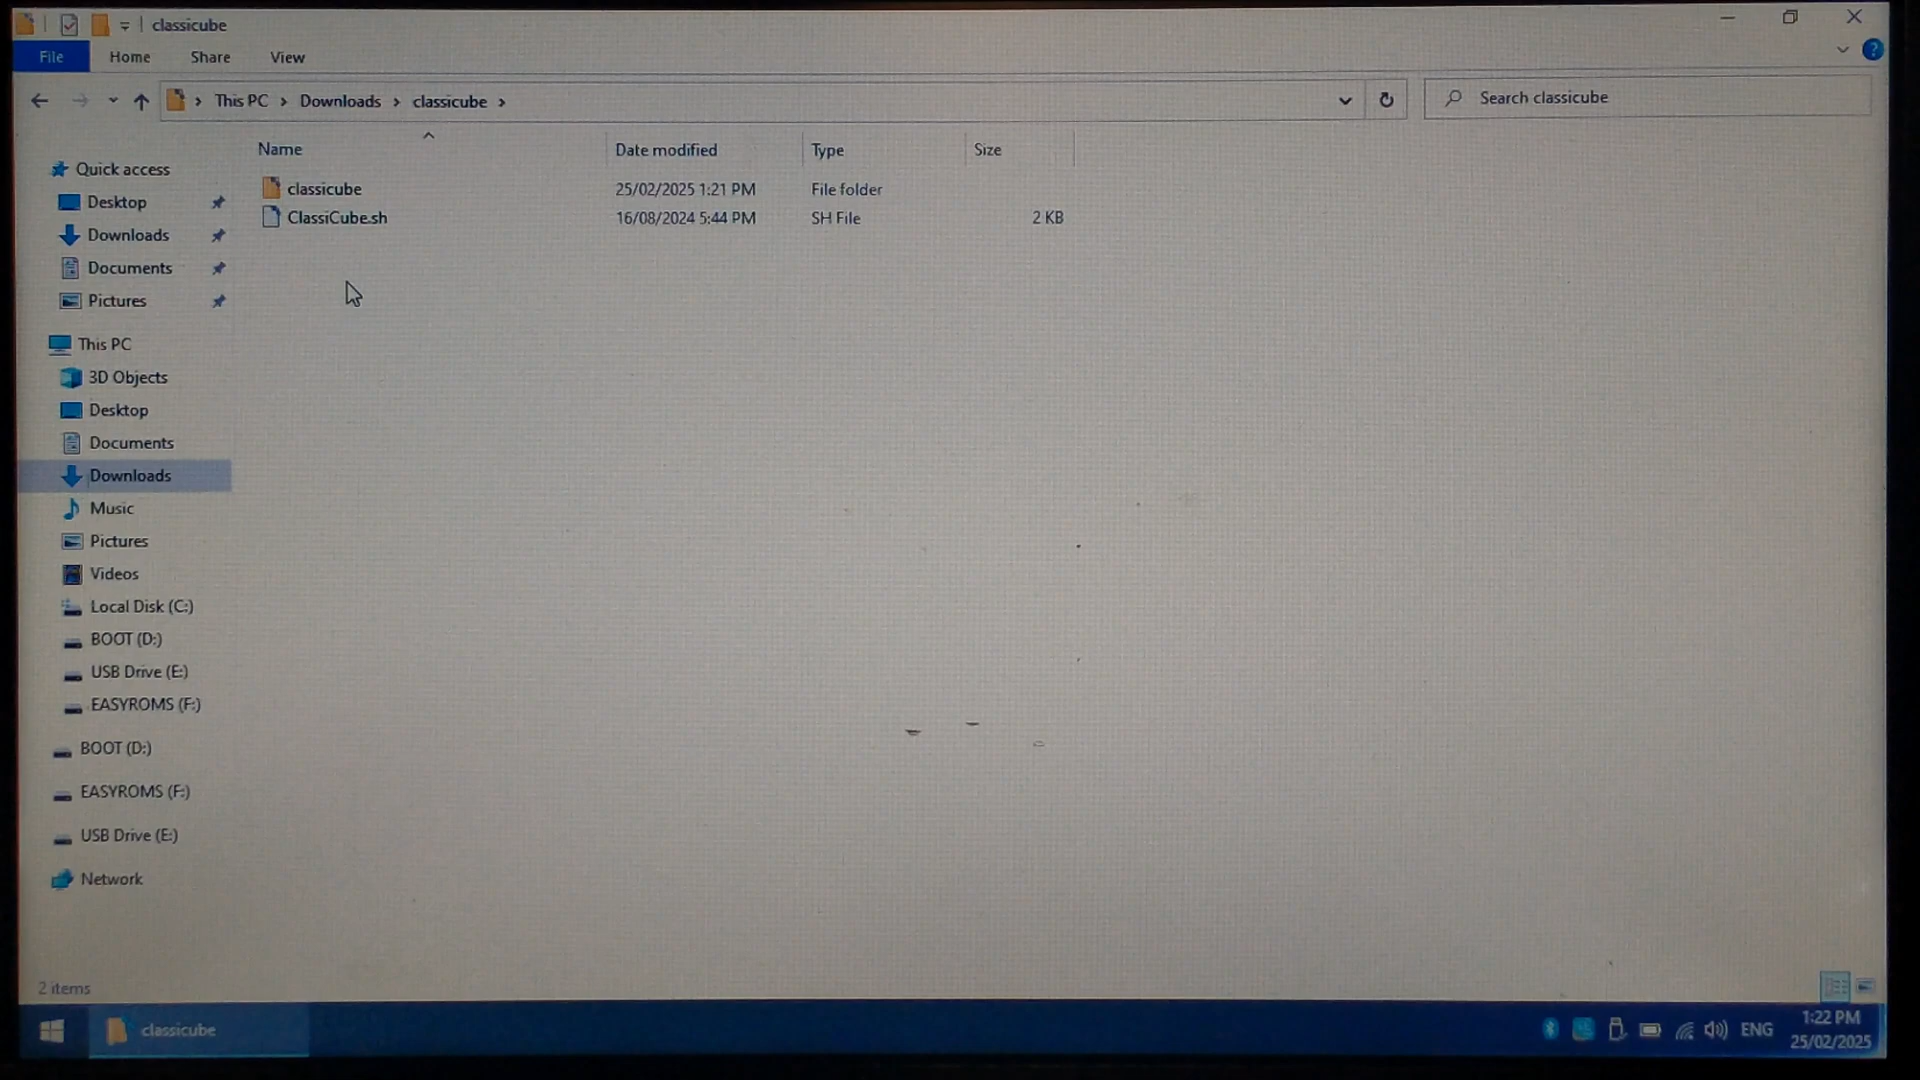 classicube
File Home Share View
This PC Downloads classicube
Search classicube
Name Date modified Type Size
classicube 25/02/2025 1:21 PM File folder
ClassiCube.sh 16/08/2024 5:44 PM SH File 2 KB
Quick access
Desktop
Downloads
Documents
Pictures
This PC
3D Objects
Desktop
Documents
Downloads
Music
Pictures
Videos
Local Disk (C:)
BOOT (D:)
USB Drive (E:)
EASYROMS (F:)
BOOT (D:)
EASYROMS (F:)
USB Drive (E:)
Network
2 items
classicube
ENG
1:22 PM
25/02/2025